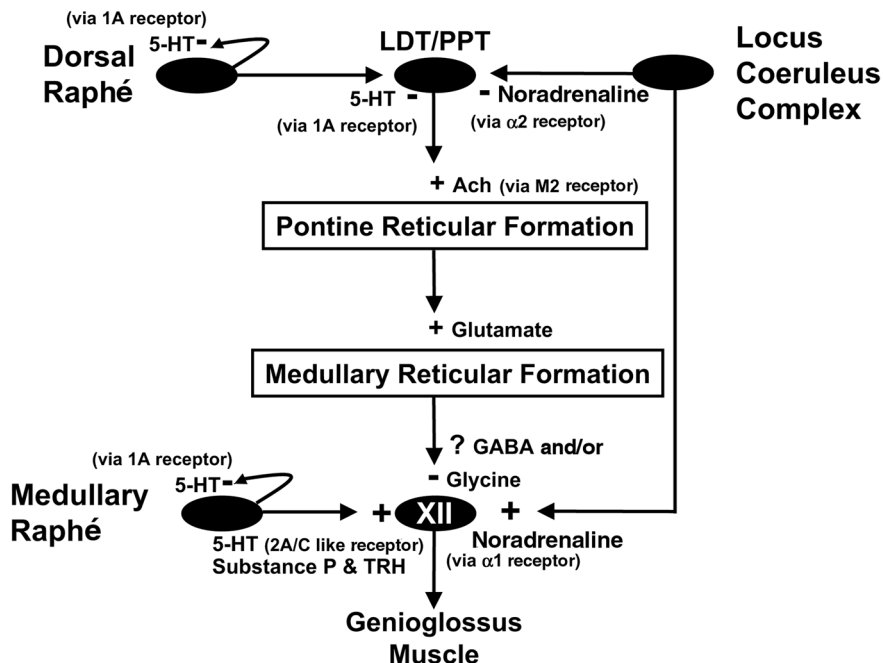 (via 1A receptor)
5-HT -
Dorsal
Raphé
LDT/PPT
5-HT -
(via 1A receptor)
- Noradrenaline
(via α2 receptor)
Locus
Coeruleus
Complex
+ Ach (via M2 receptor)
Pontine Reticular Formation
+ Glutamate
Medullary Reticular Formation
? GABA and/or
- Glycine
(via 1A receptor)
5-HT -
Medullary
Raphé
+ XII +
5-HT (2A/C like receptor)
Substance P & TRH
Noradrenaline
(via α1 receptor)
Genioglossus
Muscle